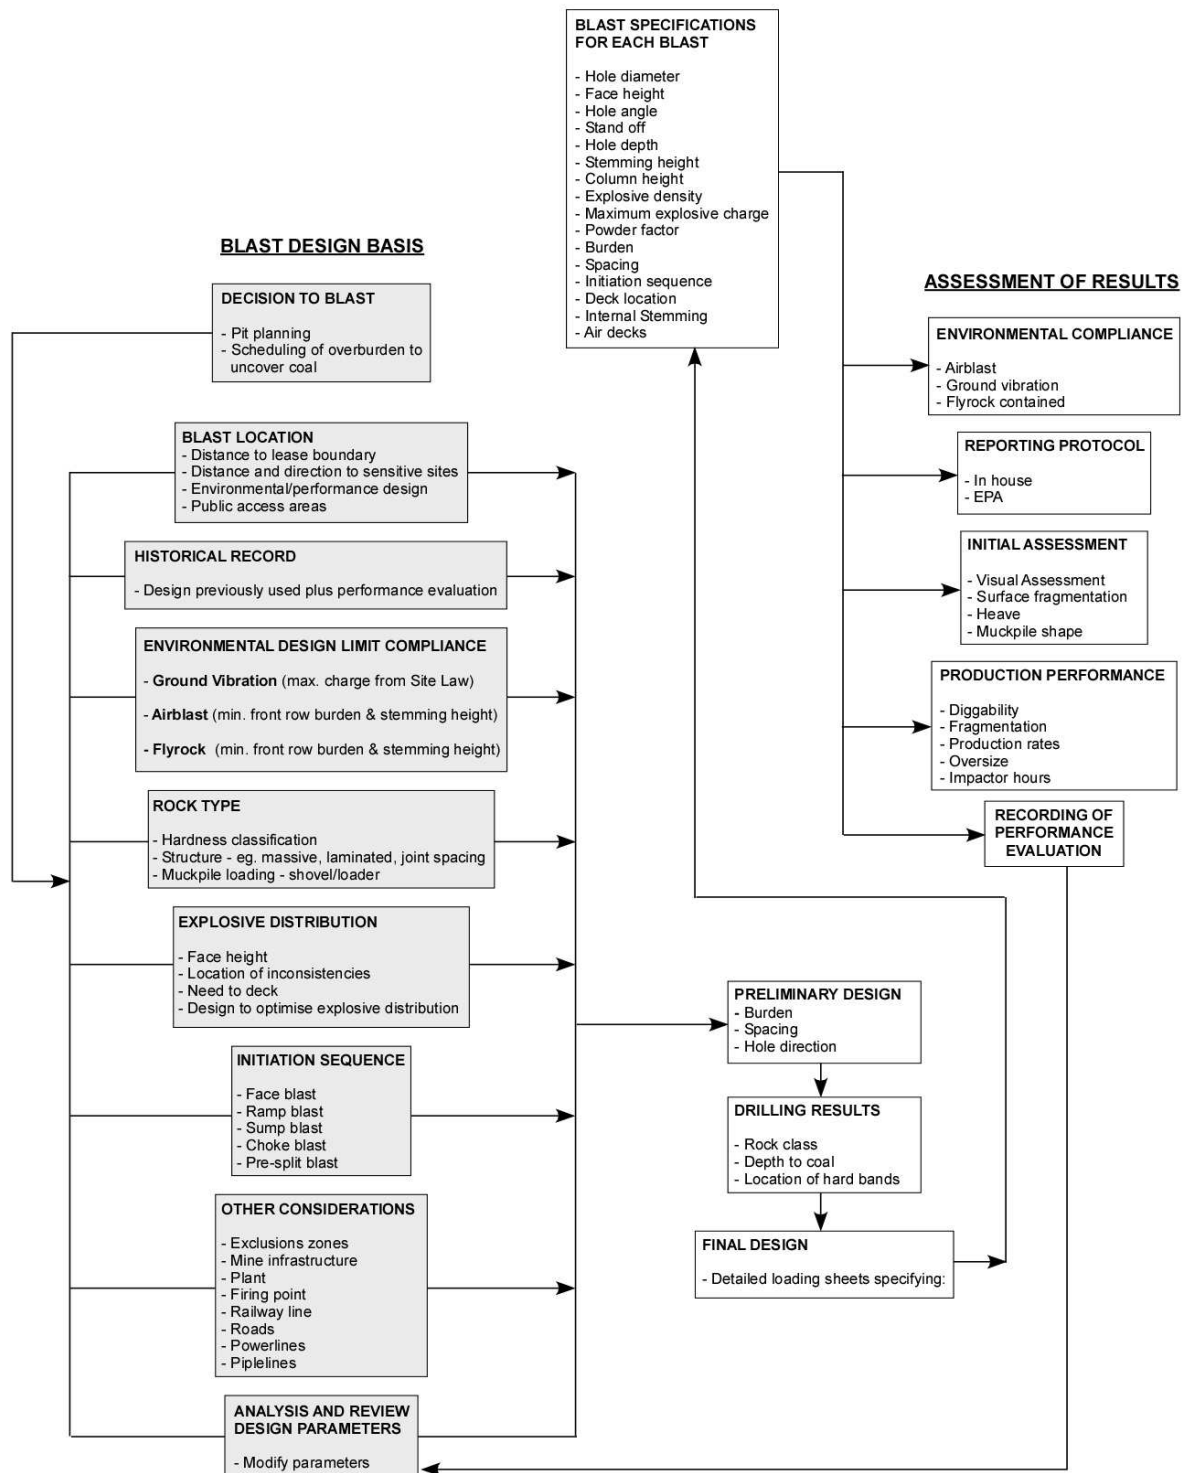 BLAST DESIGN BASIS
DECISION TO BLAST
- Pit planning
- Scheduling of overburden to
uncover coal
BLAST LOCATION
- Distance to lease boundary
- Distance and direction to sensitive sites
- Environmental/performance design
- Public access areas
HISTORICAL RECORD
- Design previously used plus performance evaluation
ENVIRONMENTAL DESIGN LIMIT COMPLIANCE
- Ground Vibration (max. charge from Site Law)
- Airblast (min. front row burden & stemming height)
- Flyrock (min. front row burden & stemming height)
ROCK TYPE
- Hardness classification
- Structure - eg. massive, laminated, joint spacing
- Muckpile loading - shovel/loader
EXPLOSIVE DISTRIBUTION
- Face height
- Location of inconsistencies
- Need to deck
- Design to optimise explosive distribution
INITIATION SEQUENCE
- Face blast
- Ramp blast
- Sump blast
- Choke blast
- Pre-split blast
OTHER CONSIDERATIONS
- Exclusions zones
- Mine infrastructure
- Plant
- Firing point
- Railway line
- Roads
- Powerlines
- Piplelines
ANALYSIS AND REVIEW
DESIGN PARAMETERS
- Modify parameters
PRELIMINARY DESIGN
- Burden
- Spacing
- Hole direction
DRILLING RESULTS
- Rock class
- Depth to coal
- Location of hard bands
FINAL DESIGN
- Detailed loading sheets specifying:
BLAST SPECIFICATIONS
FOR EACH BLAST
- Hole diameter
- Face height
- Hole angle
- Stand off
- Hole depth
- Stemming height
- Column height
- Explosive density
- Maximum explosive charge
- Powder factor
- Burden
- Spacing
- Initiation sequence
- Deck location
- Internal Stemming
- Air decks
ASSESSMENT OF RESULTS
ENVIRONMENTAL COMPLIANCE
- Airblast
- Ground vibration
- Flyrock contained
REPORTING PROTOCOL
- In house
- EPA
INITIAL ASSESSMENT
- Visual Assessment
- Surface fragmentation
- Heave
- Muckpile shape
PRODUCTION PERFORMANCE
- Diggability
- Fragmentation
- Production rates
- Oversize
- Impactor hours
RECORDING OF
PERFORMANCE
EVALUATION